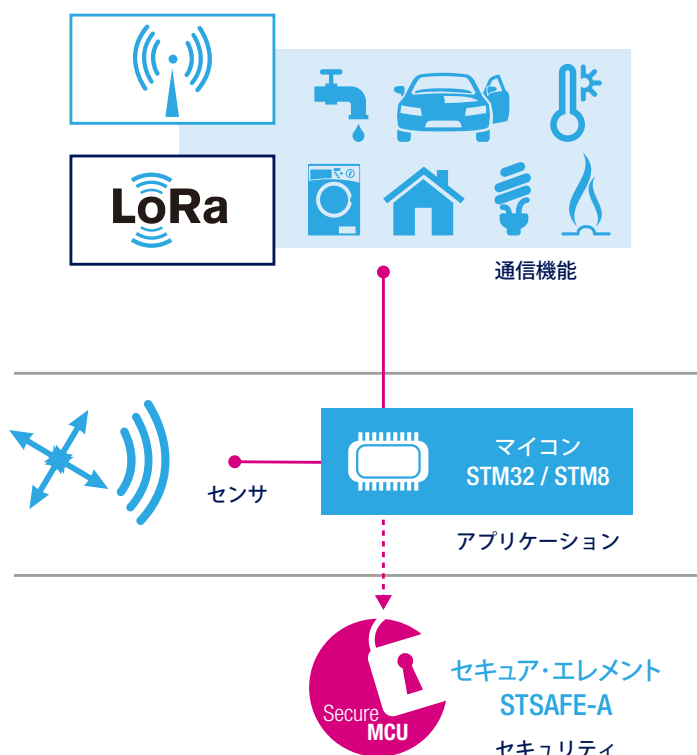 LoRa
通信機能
マイコン
STM32 / STM8
センサ
アプリケーション
セキュア・エレメント
STSAFE-A
Secure
MCU
セキュリティ